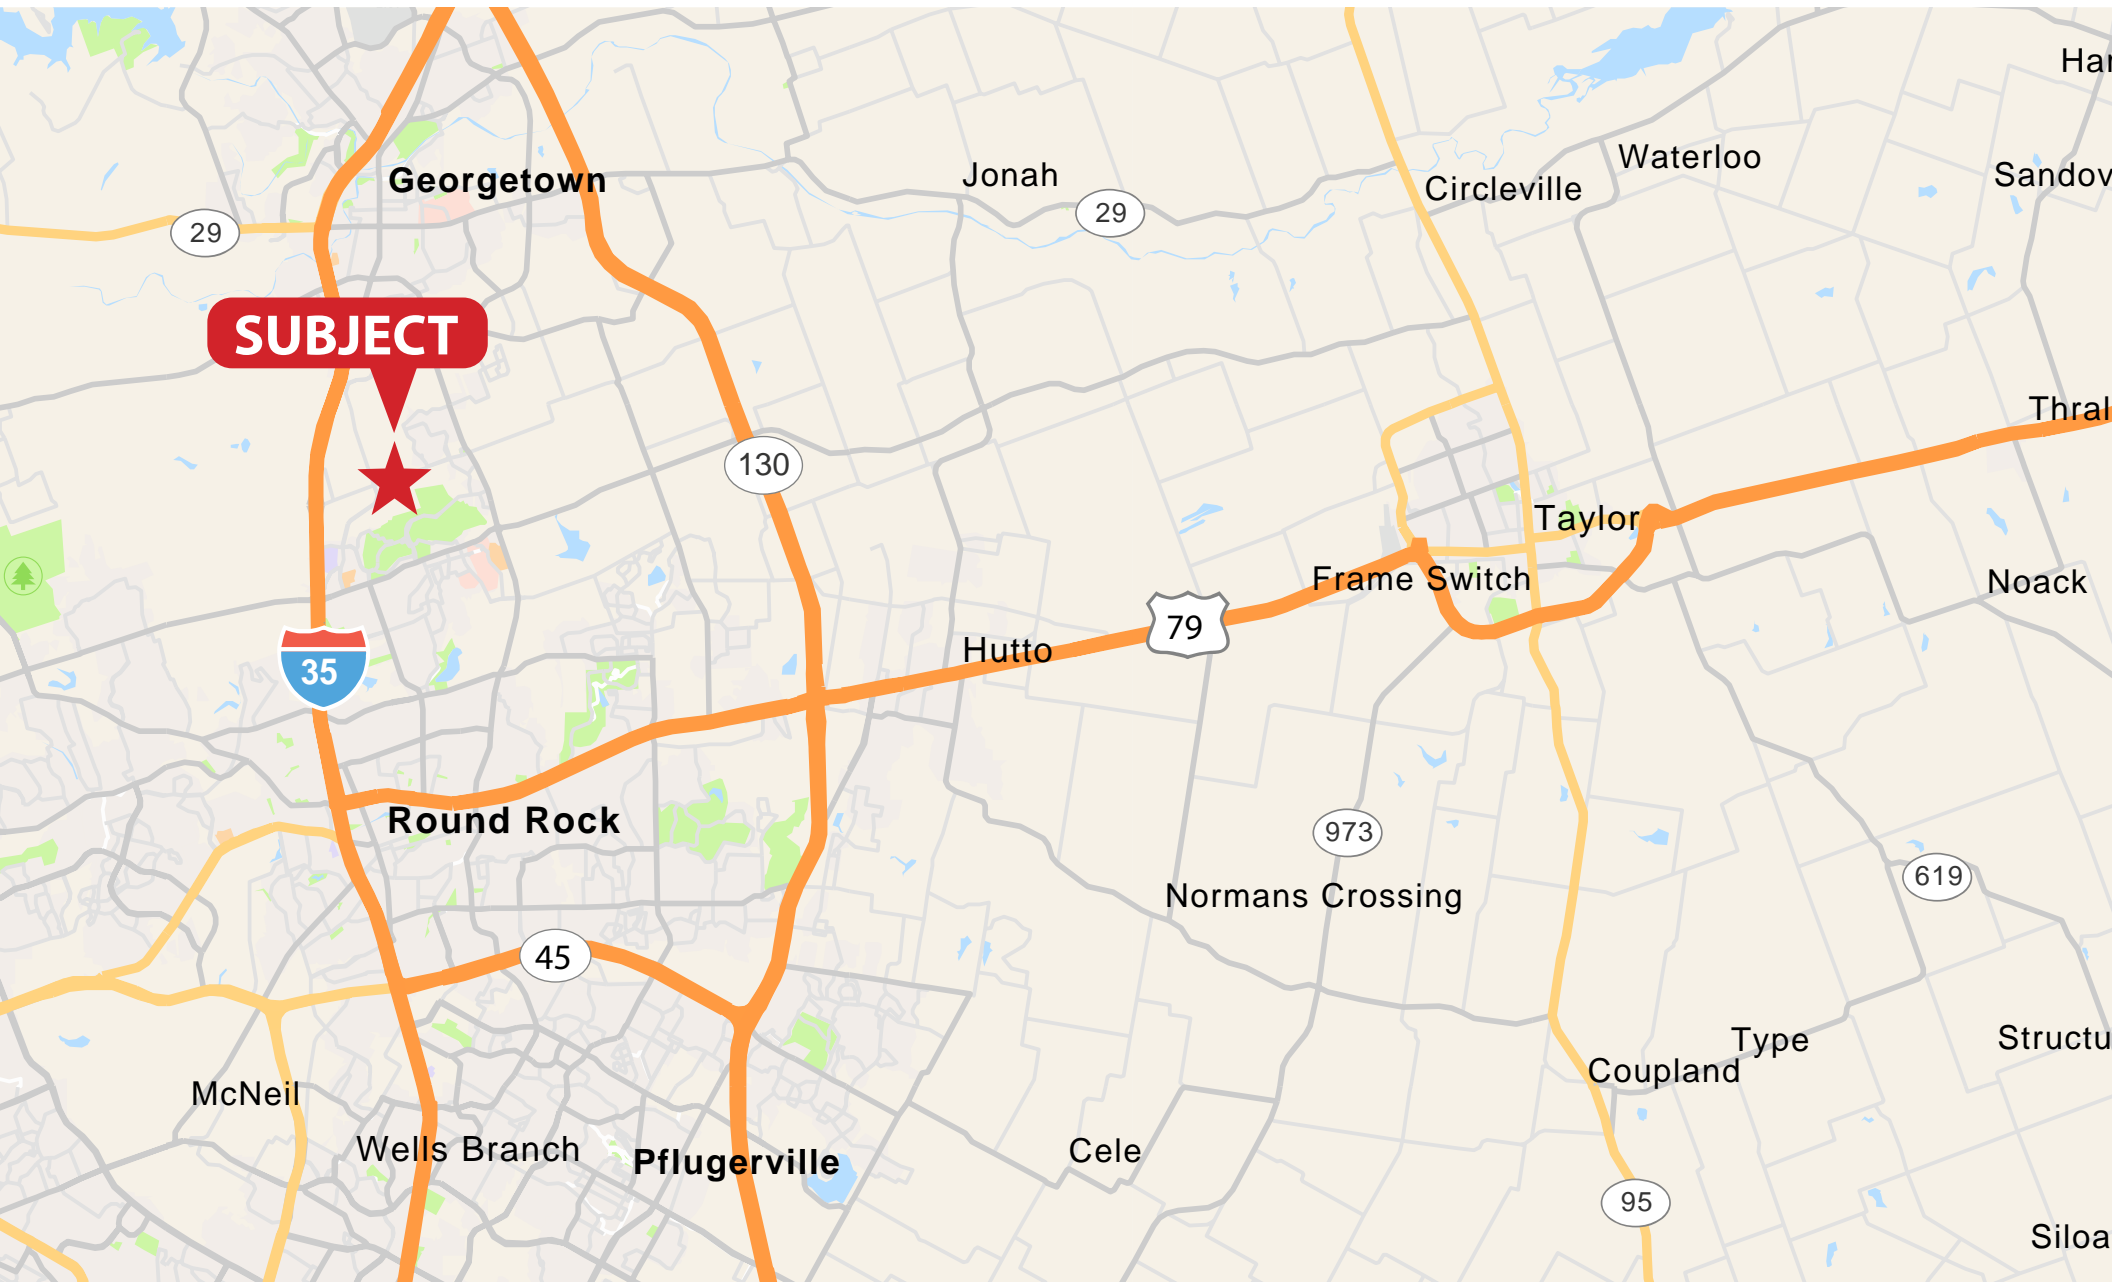 Har
Waterloo
Jonah
Sandov
Georgetown
Circleville
29
29
SUBJECT
Thral
130
Taylor
Frame Switch
Noack
79
Hutto
35
Round Rock
973
619
Normans Crossing
45
Structu
Type
Coupland
McNeil
Wells Branch
Cele
Pflugerville
95
Siloa